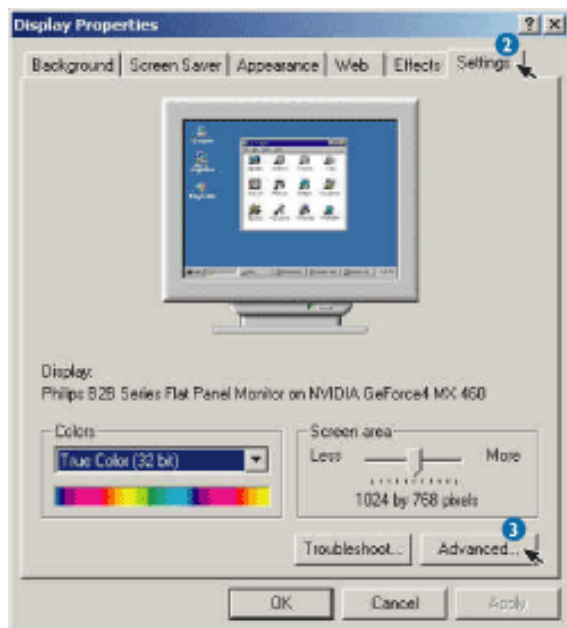 Display Properties
2
Background Screen Saver Appearance Web Effects Settings
Display:
Philips B2B Series Flat Panel Monitor on NVIDIA GeForce4 MX 460
Colors
True Color (32 bit)
Screen area
Less More
1024 by 768 pixels
3
Troubleshoot... Advanced...
OK Cancel Apply